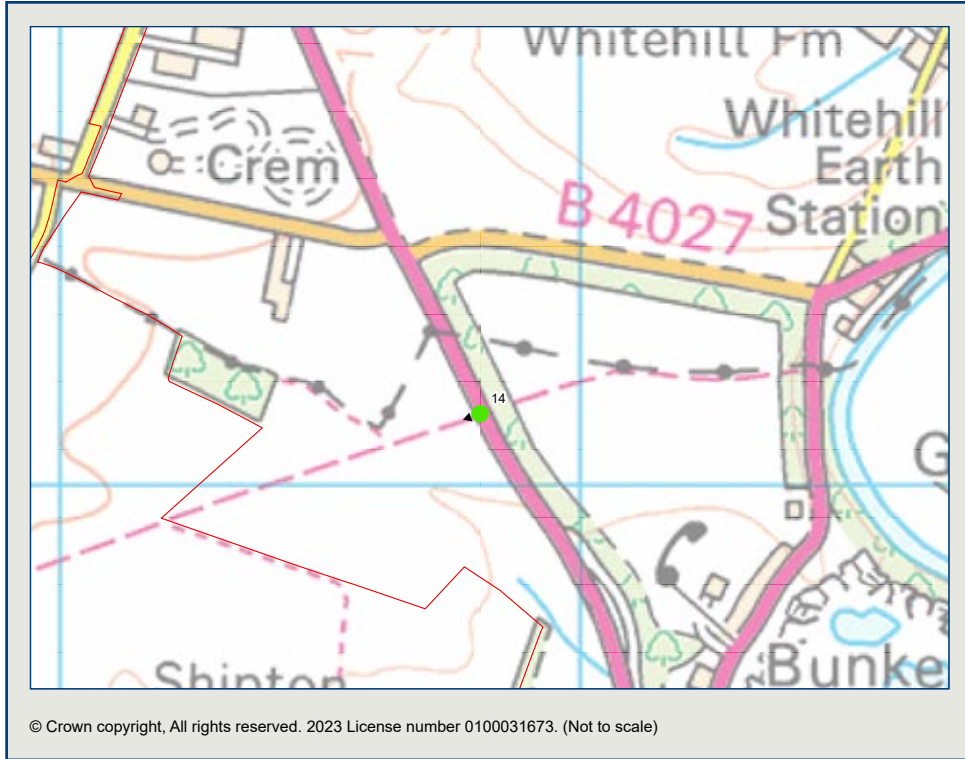 Whitehill Fm
Whitehill
Earth
Station
Crem
B 4027
14
G
Shipton
Bunke
© Crown copyright, All rights reserved. 2023 License number 0100031673. (Not to scale)